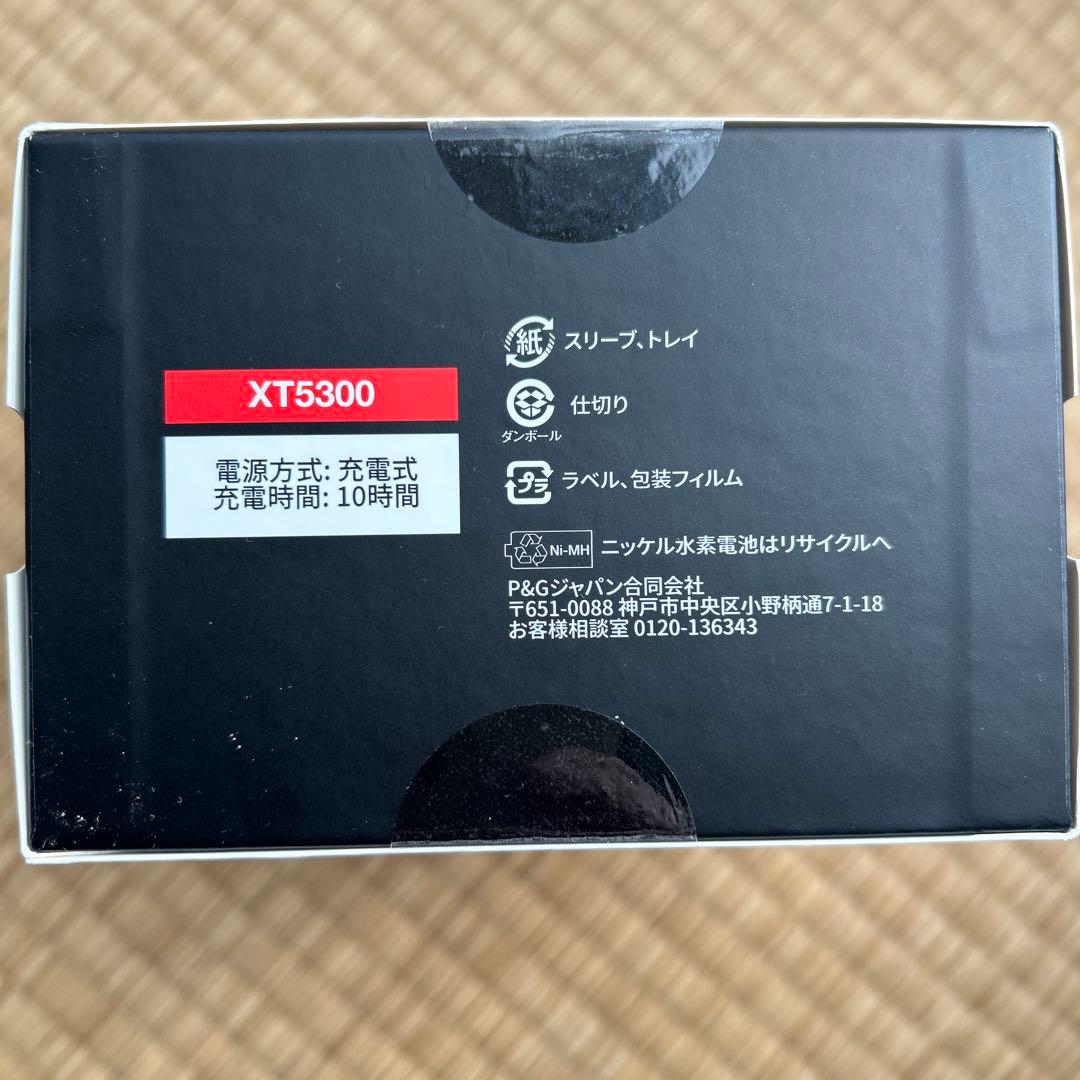 XT5300
電源方式: 充電式
充電時間: 10時間
紙 スリーブ、トレイ
仕切り
ダンボール
プラ ラベル、包装フィルム
Ni-MH ニッケル水素電池はリサイクルへ
P&Gジャパン合同会社
〒651-0088 神戸市中央区小野柄通7-1-18
お客様相談室 0120-136343